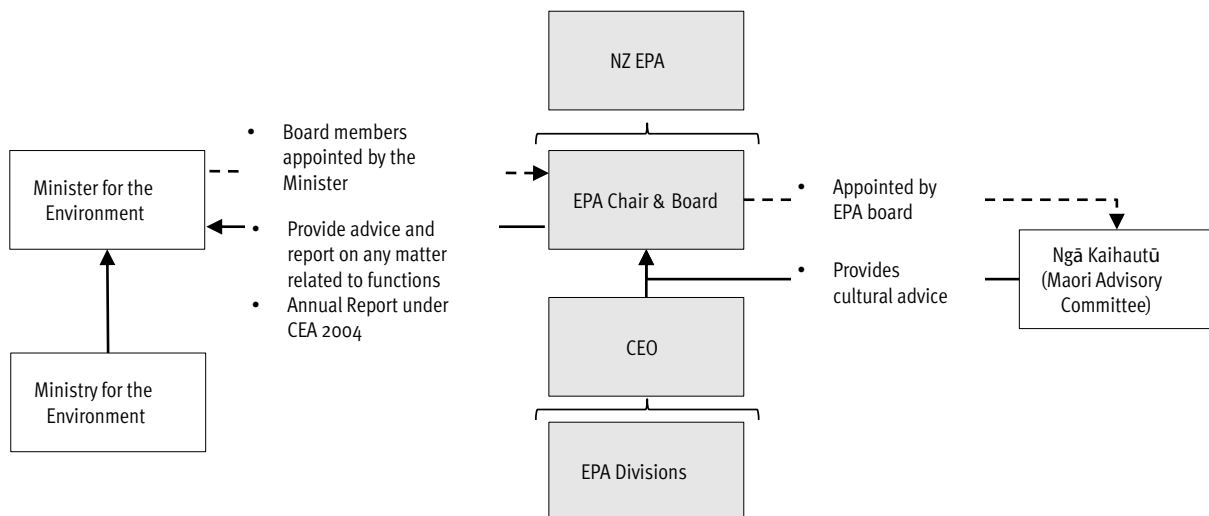 NZ EPA
• Board members
appointed by the
Minister
Minister for the
Environment
EPA Chair & Board
• Appointed by
EPA board
• Provide advice and
report on any matter
related to functions
• Annual Report under
CEA 2004
• Provides
cultural advice
Ngā Kaihautū
(Maori Advisory
Committee)
Ministry for the
Environment
CEO
EPA Divisions